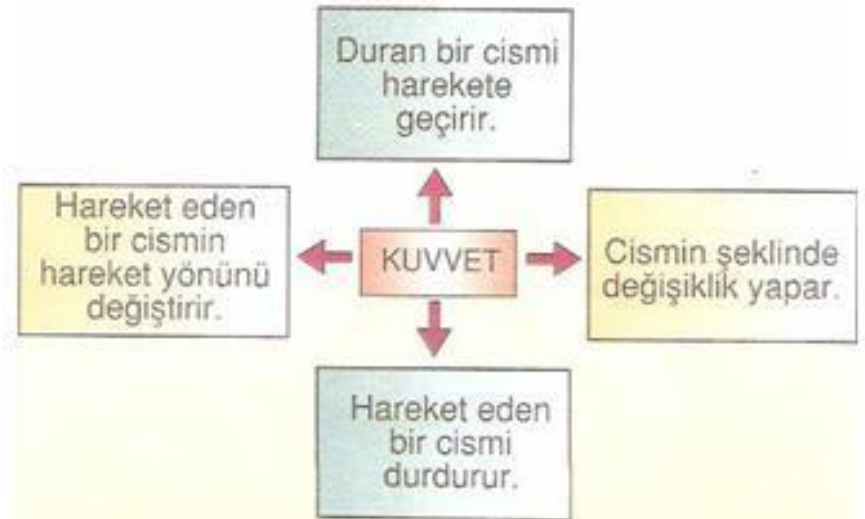 Duran bir cismi
harekete
geçirir.
Hareket eden
bir cismin
hareket yönünü
değiştirir.
KUVVET
Cismin şeklinde
değişiklik yapar.
Hareket eden
bir cismi
durdurur.